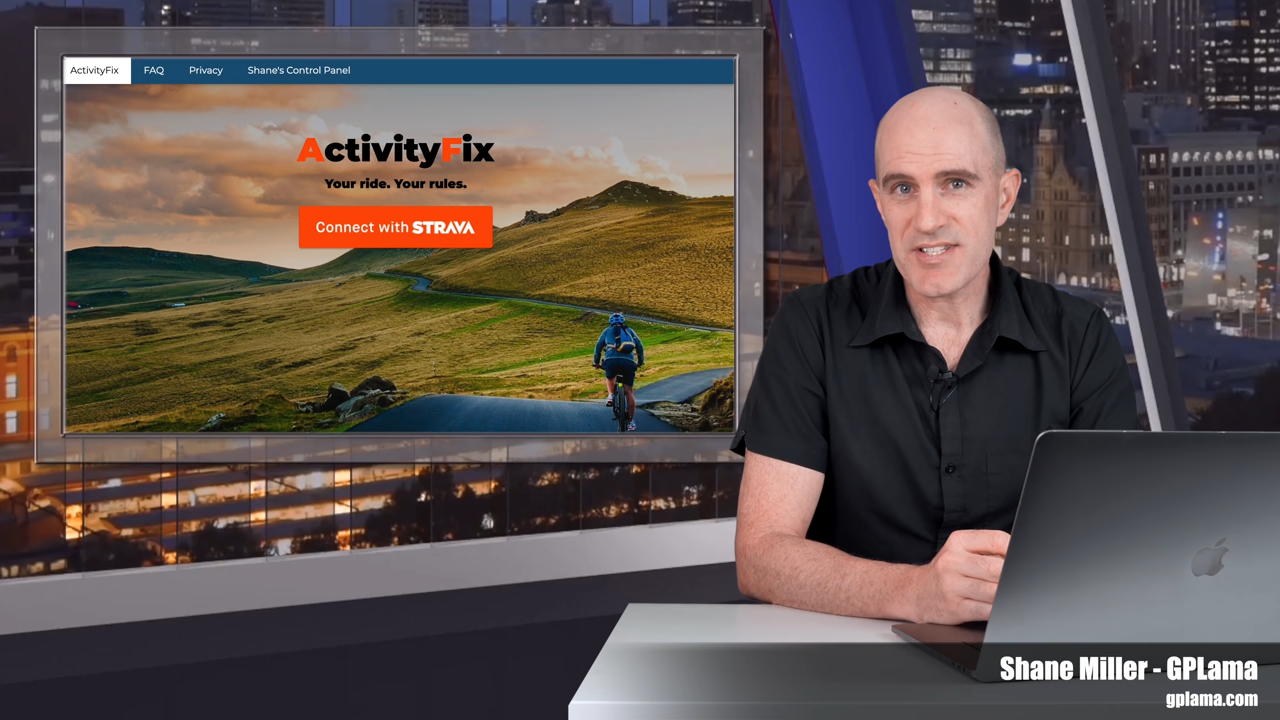 ActivityFix FAQ Privacy Shane's Control Panel
ActivityFix
Your ride. Your rules.
Connect with STRAVA
Shane Miller - GPLama
gplama.com